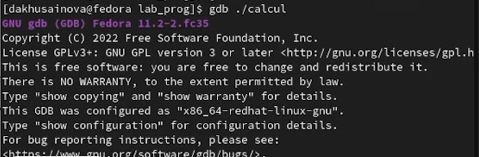 [dakhusainova@fedora lab_prog]$ gdb ./calcul
GNU gdb (GDB) Fedora 11.2-2.fc35
Copyright (C) 2022 Free Software Foundation, Inc.
License GPLv3+: GNU GPL version 3 or later <http://gnu.org/licenses/gpl.h
This is free software: you are free to change and redistribute it.
There is NO WARRANTY, to the extent permitted by law.
Type "show copying" and "show warranty" for details.
This GDB was configured as "x86_64-redhat-linux-gnu".
Type "show configuration" for configuration details.
For bug reporting instructions, please see:
<https://www.gnu.org/software/gdb/bugs/>.